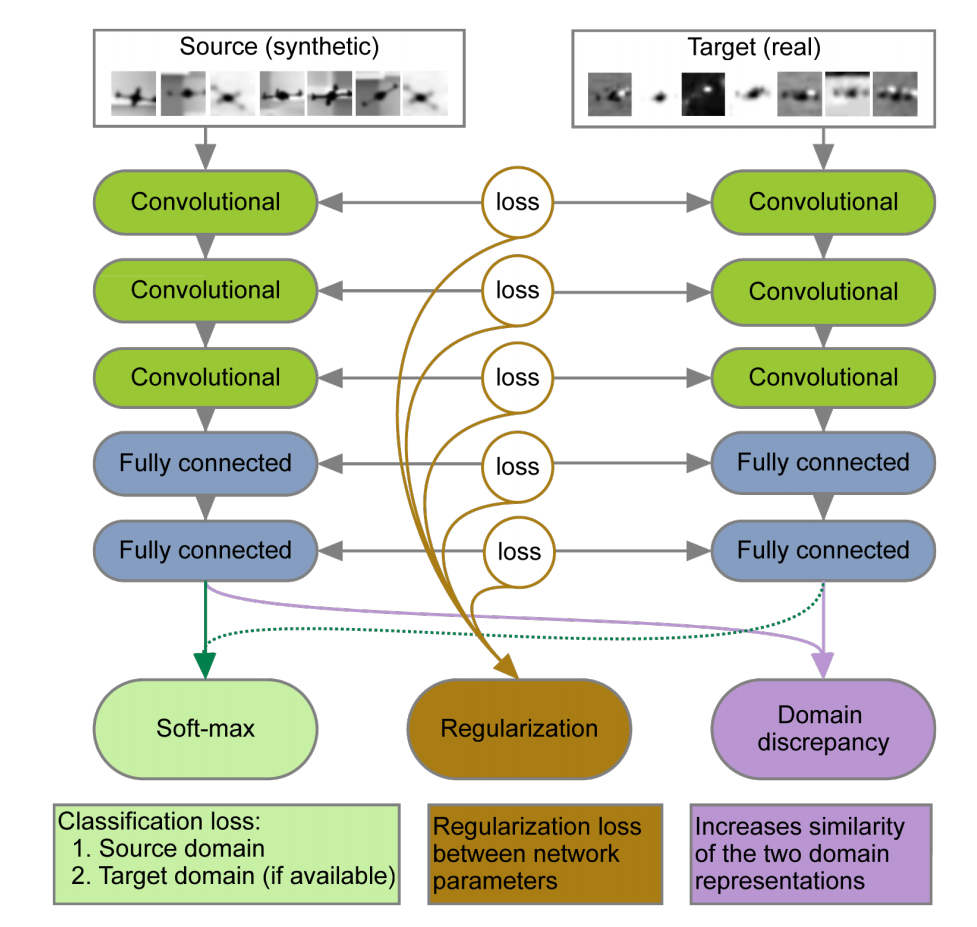 Source (synthetic)
Target (real)
Convolutional
loss
Convolutional
Convolutional
loss
Convolutional
Convolutional
loss
Convolutional
Fully connected
loss
Fully connected
Fully connected
loss
Fully connected
Soft-max
Regularization
Domain
discrepancy
Classification loss:
1. Source domain
2. Target domain (if available)
Regularization loss
between network
parameters
Increases similarity
of the two domain
representations